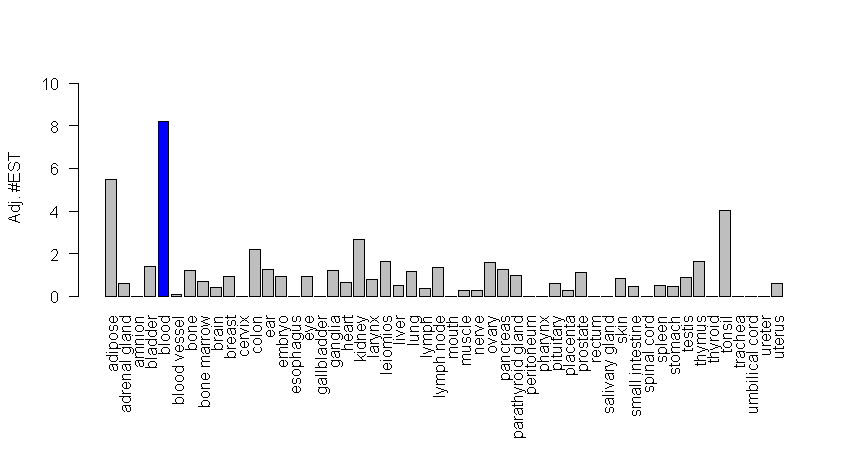 10
8
6
4
2
0
Adj. #EST
adipose
adrenal gland
amnion
bladder
blood
blood vessel
bone
bone marrow
brain
breast
cervix
colon
ear
embryo
esophagus
eye
gallbladder
ganglia
heart
kidney
larynx
leiomios
liver
lung
lymph
lymph node
mouth
muscle
nerve
ovary
pancreas
parathyroid gland
peritoneum
pharynx
pituitary
placenta
prostate
rectum
salivary gland
skin
small intestine
spinal cord
spleen
stomach
testis
thymus
thyroid
tonsil
trachea
umbilical cord
ureter
uterus